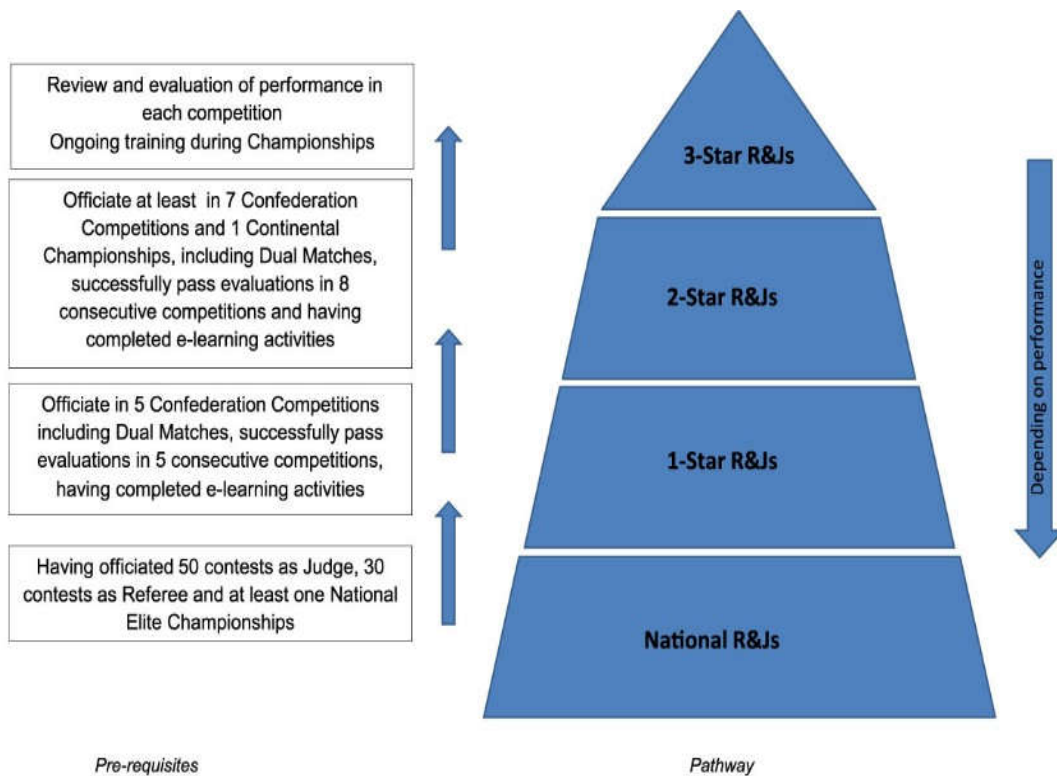 Review and evaluation of performance in
each competition
Ongoing training during Championships
Officiate at least in 7 Confederation
Competitions and 1 Continental
Championships, including Dual Matches,
successfully pass evaluations in 8
consecutive competitions and having
completed e-learning activities
Officiate in 5 Confederation Competitions
including Dual Matches, successfully pass
evaluations in 5 consecutive competitions,
having completed e-learning activities
Having officiated 50 contests as Judge, 30
contests as Referee and at least one National
Elite Championships
Pre-requisites
3-Star R&Js
2-Star R&Js
1-Star R&Js
National R&Js
Pathway
Depending on performance